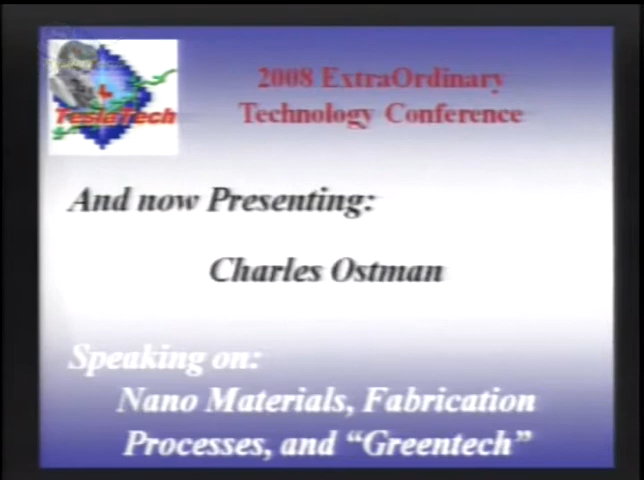 TeslaTech
2008 ExtraOrdinary
Technology Conference
And now Presenting:
Charles Ostman
Speaking on:
Nano Materials, Fabrication
Processes, and “Greentech”